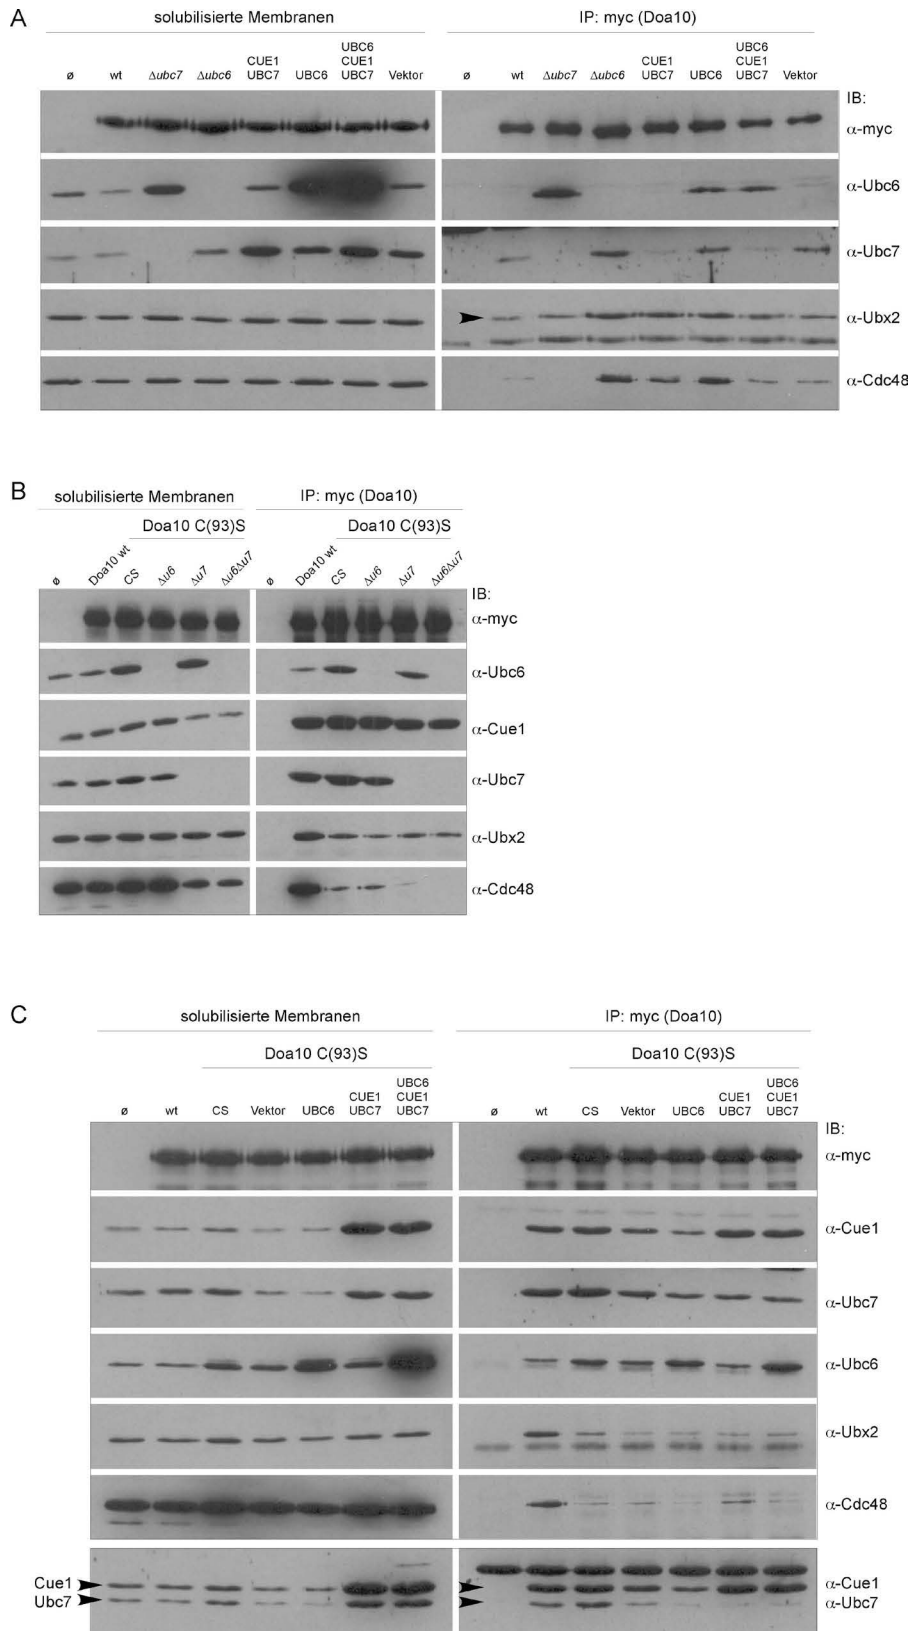 A
solubilisierte Membranen
IP: myc (Doa10)
ø wt Δubc7 Δubc6 CUE1 UBC7 UBC6 UBC6 CUE1 UBC7 Vektor
ø wt Δubc7 Δubc6 CUE1 UBC7 UBC6 UBC6 CUE1 UBC7 Vektor
IB:
α-myc
α-Ubc6
α-Ubc7
α-Ubx2
α-Cdc48
B
solubilisierte Membranen
IP: myc (Doa10)
Doa10 C(93)S
Doa10 C(93)S
ø Doa10 wt CS Δu6 Δu7 Δu6Δu7
ø Doa10 wt CS Δu6 Δu7 Δu6Δu7
IB:
α-myc
α-Ubc6
α-Cue1
α-Ubc7
α-Ubx2
α-Cdc48
C
solubilisierte Membranen
IP: myc (Doa10)
Doa10 C(93)S
Doa10 C(93)S
ø wt CS Vektor UBC6 CUE1 UBC7 UBC6 CUE1 UBC7
ø wt CS Vektor UBC6 CUE1 UBC7 UBC6 CUE1 UBC7
IB:
α-myc
α-Cue1
α-Ubc7
α-Ubc6
α-Ubx2
α-Cdc48
Cue1
Ubc7
α-Cue1
α-Ubc7